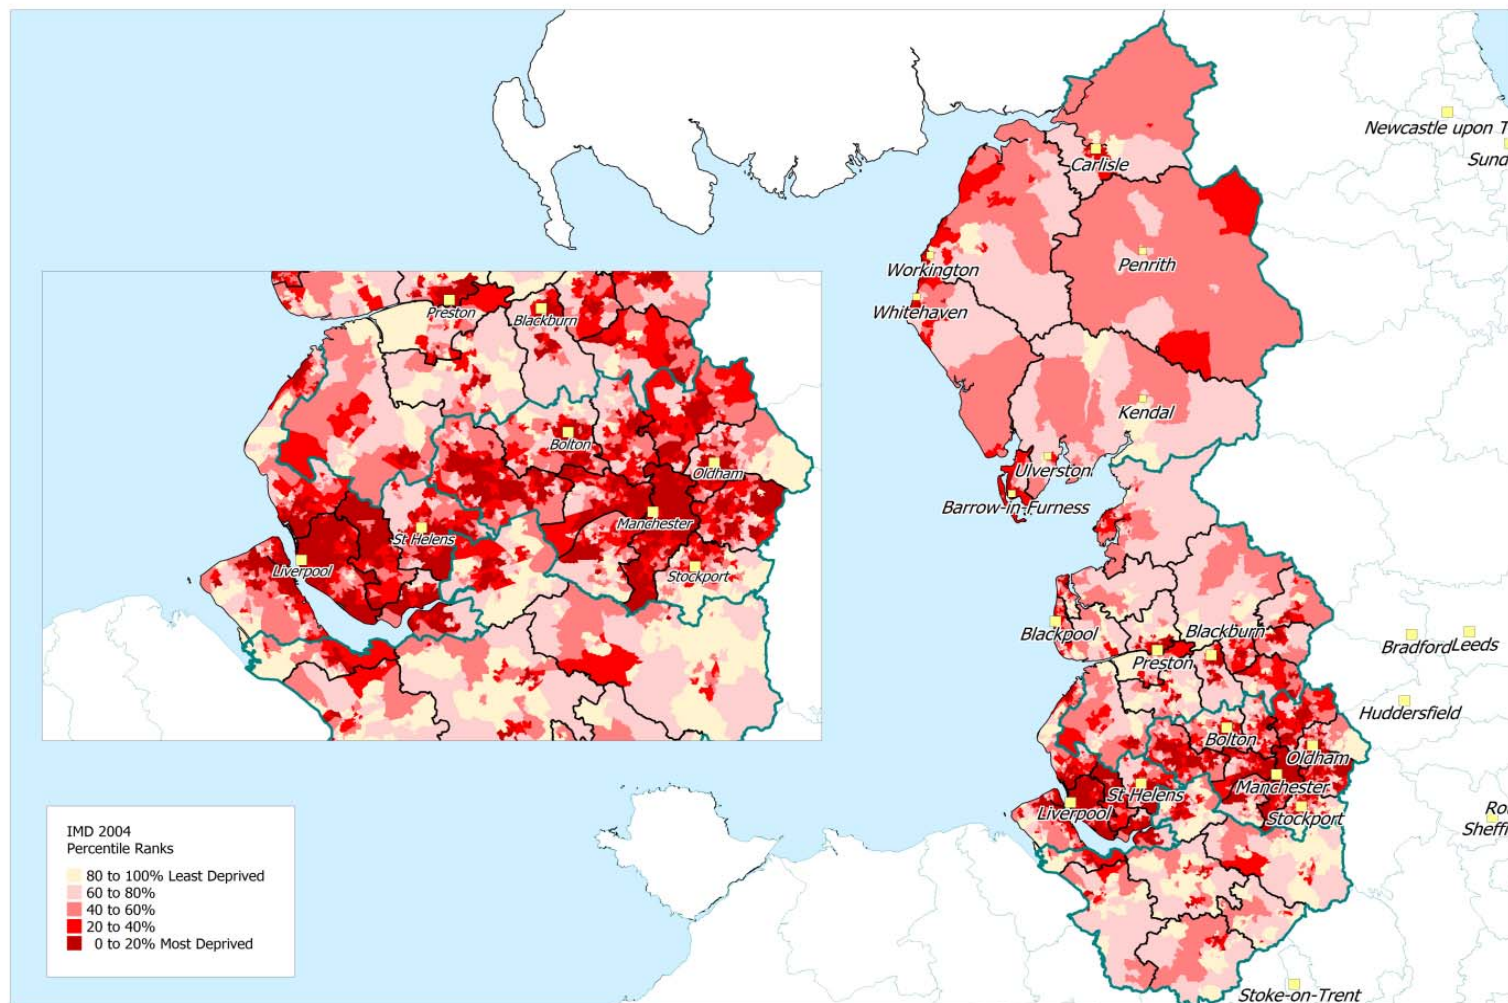 Newcastle upon T
Sund
Carlisle
Workington
Penrith
Whitehaven
Kendal
Ulverston
Barrow-in-Furness
Blackpool
Blackburn
Preston
Bradford
Leeds
Huddersfield
Bolton
Oldham
Manchester
St Helens
Liverpool
Stockport
Ro
Sheffi
Stoke-on-Trent
Preston
Blackburn
Bolton
Oldham
Manchester
St Helens
Liverpool
Stockport
IMD 2004
Percentile Ranks
80 to 100% Least Deprived
60 to 80%
40 to 60%
20 to 40%
0 to 20% Most Deprived